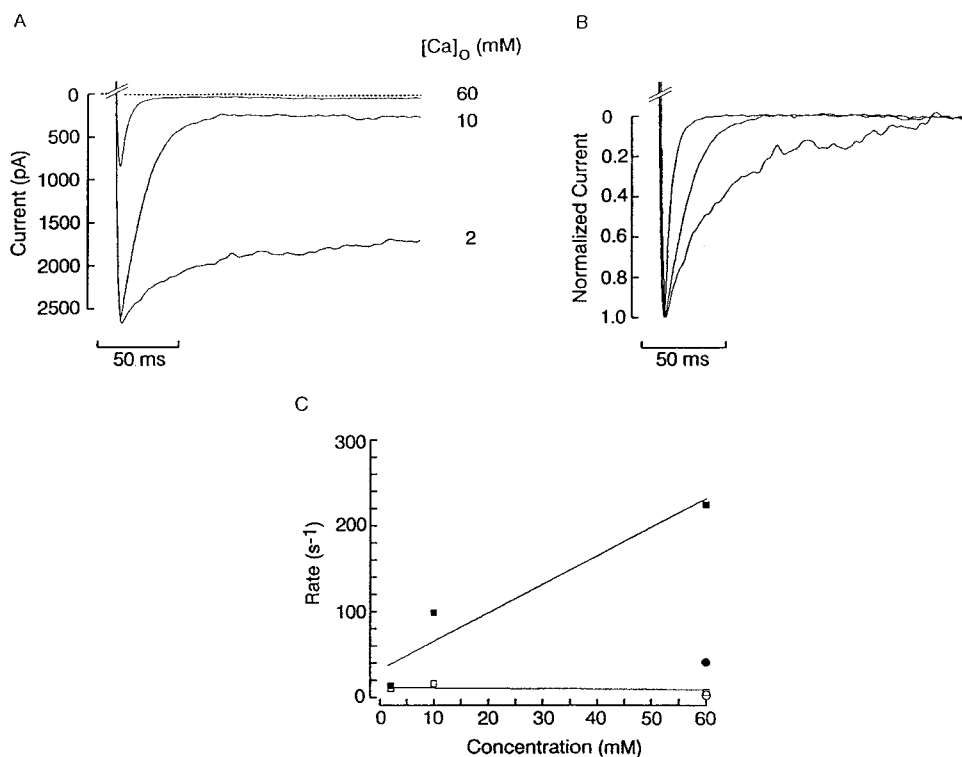 A
[Ca]o (mM)
Current (pA)
0
500
1000
1500
2000
2500
60
10
2
50 ms
B
Normalized Current
0
0.2
0.4
0.6
0.8
1.0
50 ms
C
Rate (s-1)
300
200
100
0
0 10 20 30 40 50 60
Concentration (mM)